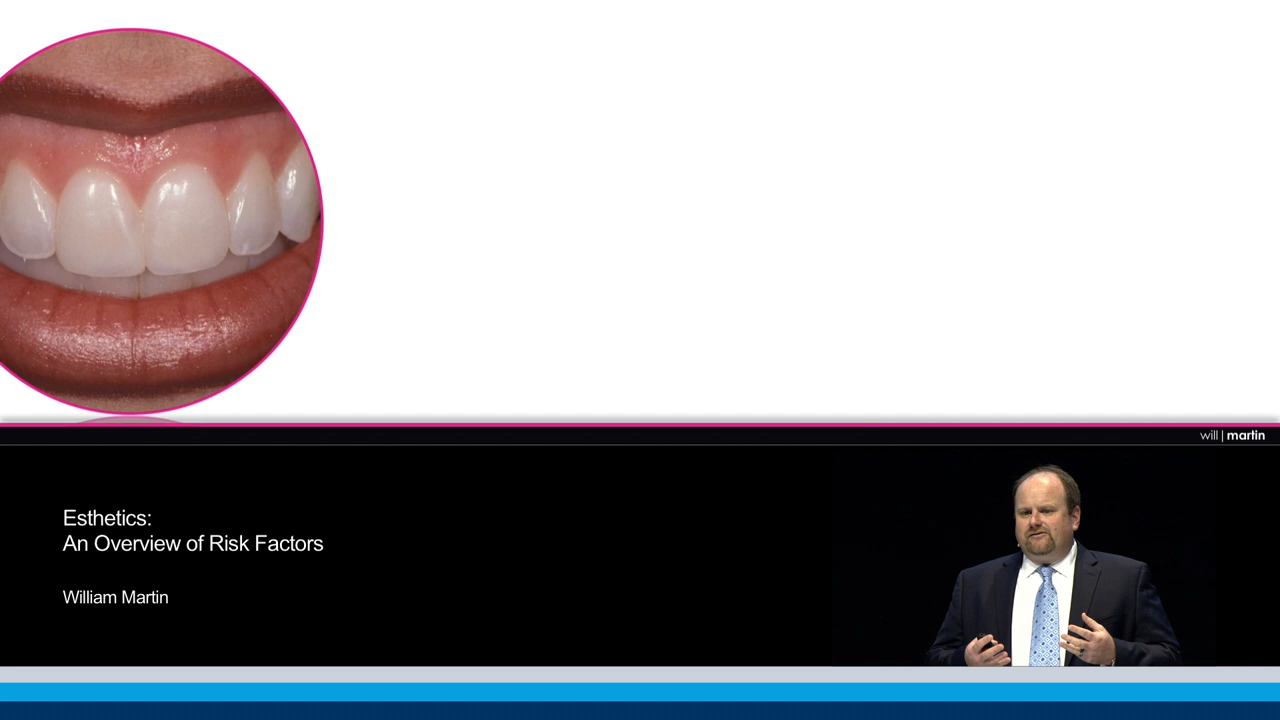 will | martin
Esthetics:
An Overview of Risk Factors
William Martin